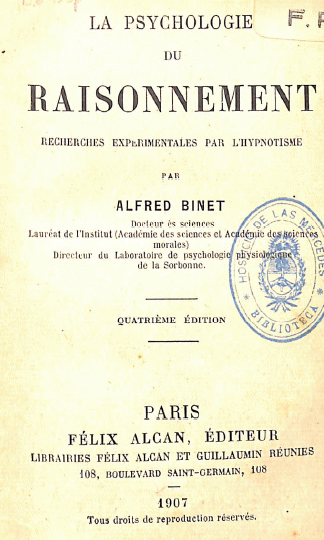 LA PSYCHOLOGIE
DU
RAISONNEMENT
RECHERCHES EXPERIMENTALES PAR L'HYPNOTISME
PAR
ALFRED BINET
Docteur ès sciences
Lauréat de l'Institut (Académie des sciences et Académie des sciences
morales)
Directeur du Laboratoire de psychologie physiologique
de la Sorbonne.
QUATRIÈME ÉDITION
PARIS
FÉLIX ALCAN, ÉDITEUR
LIBRAIRIES FÉLIX ALCAN ET GUILLAUMIN RÉUNIES
108, BOULEVARD SAINT-GERMAIN, 108
1907
Tous droits de reproduction réservés.
F.
DE LAS MERCEDES
BIBLIOTECA